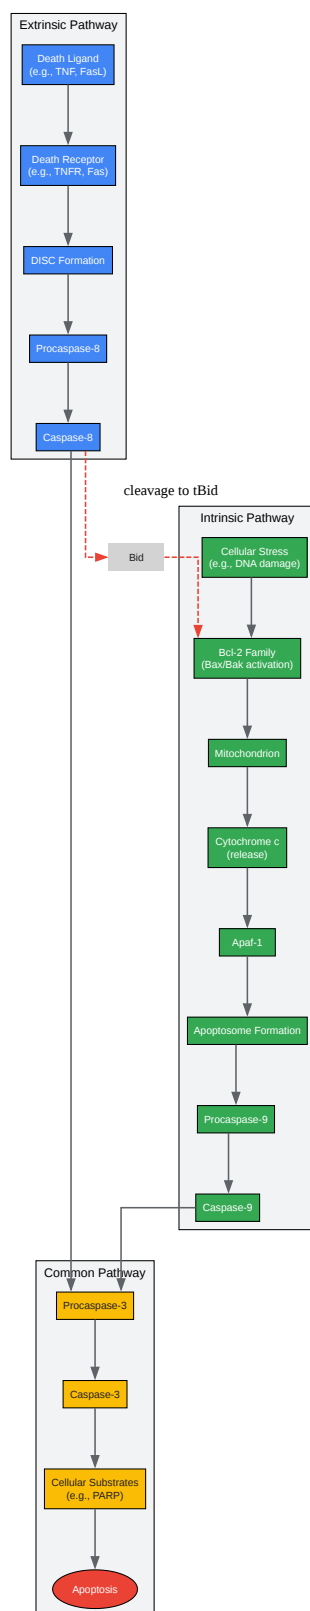 Extrinsic Pathway
Death Ligand
(e.g., TNF, FasL)
Death Receptor
(e.g., TNFR, Fas)
DISC Formation
Procaspase-8
Caspase-8
cleavage to tBid
Intrinsic Pathway
Cellular Stress
(e.g., DNA damage)
Bid
Bcl-2 Family
(Bax/Bak activation)
Mitochondrion
Cytochrome c
(release)
Apaf-1
Apoptosome Formation
Procaspase-9
Caspase-9
Common Pathway
Procaspase-3
Caspase-3
Cellular Substrates
(e.g., PARP)
Apoptosis